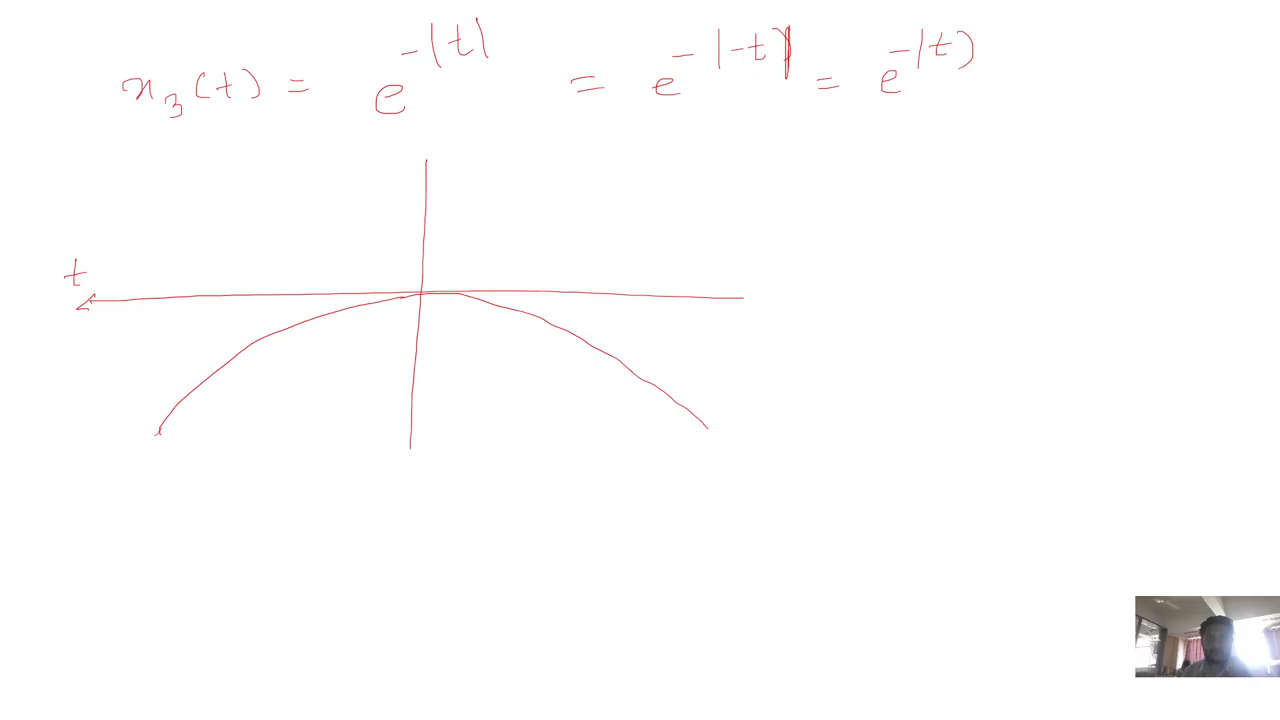 x₃(t) = e^{-|t|} = e^{-|-t|} = e^{-|t)}
t